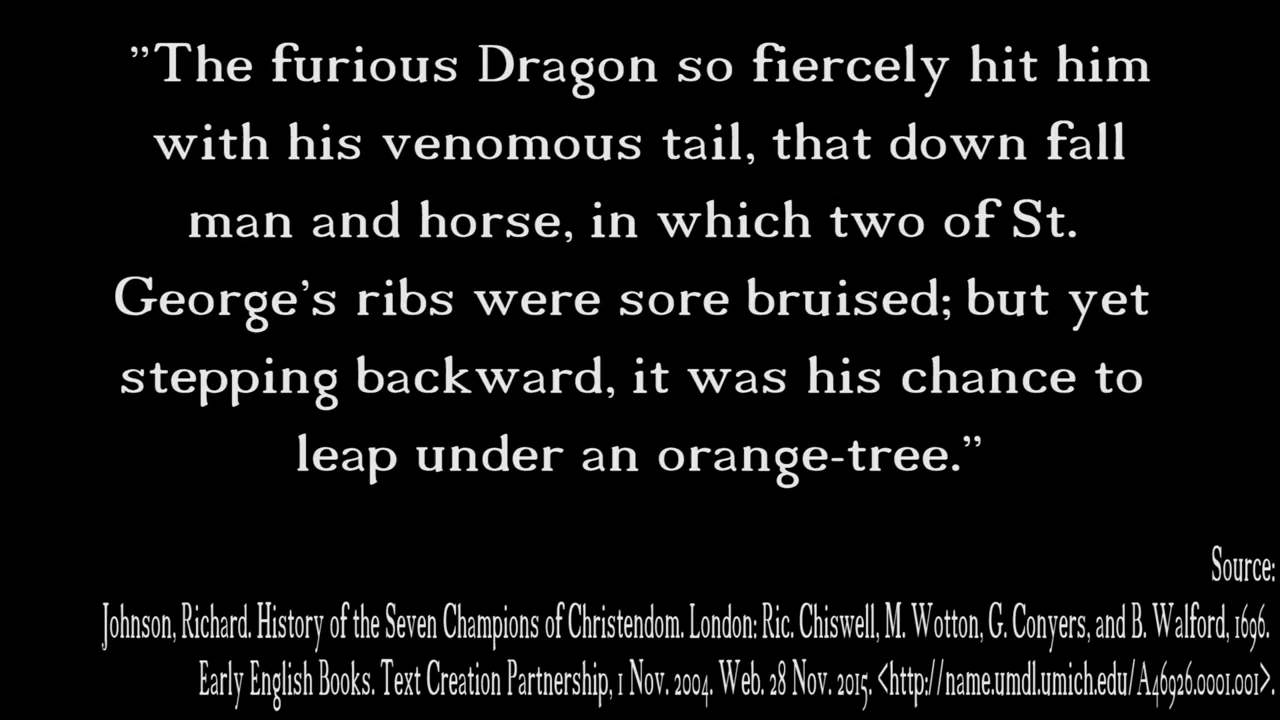 ”The furious Dragon so fiercely hit him
with his venomous tail, that down fall
man and horse, in which two of St.
George’s ribs were sore bruised; but yet
stepping backward, it was his chance to
leap under an orange-tree.”
Source:
Johnson, Richard. History of the Seven Champions of Christendom. London: Ric. Chiswell, M. Wotton, G. Conyers, and B. Walford, 1696.
Early English Books. Text Creation Partnership, 1 Nov. 2004. Web. 28 Nov. 2015. <http://name.umdl.umich.edu/A46926.0001.001>.